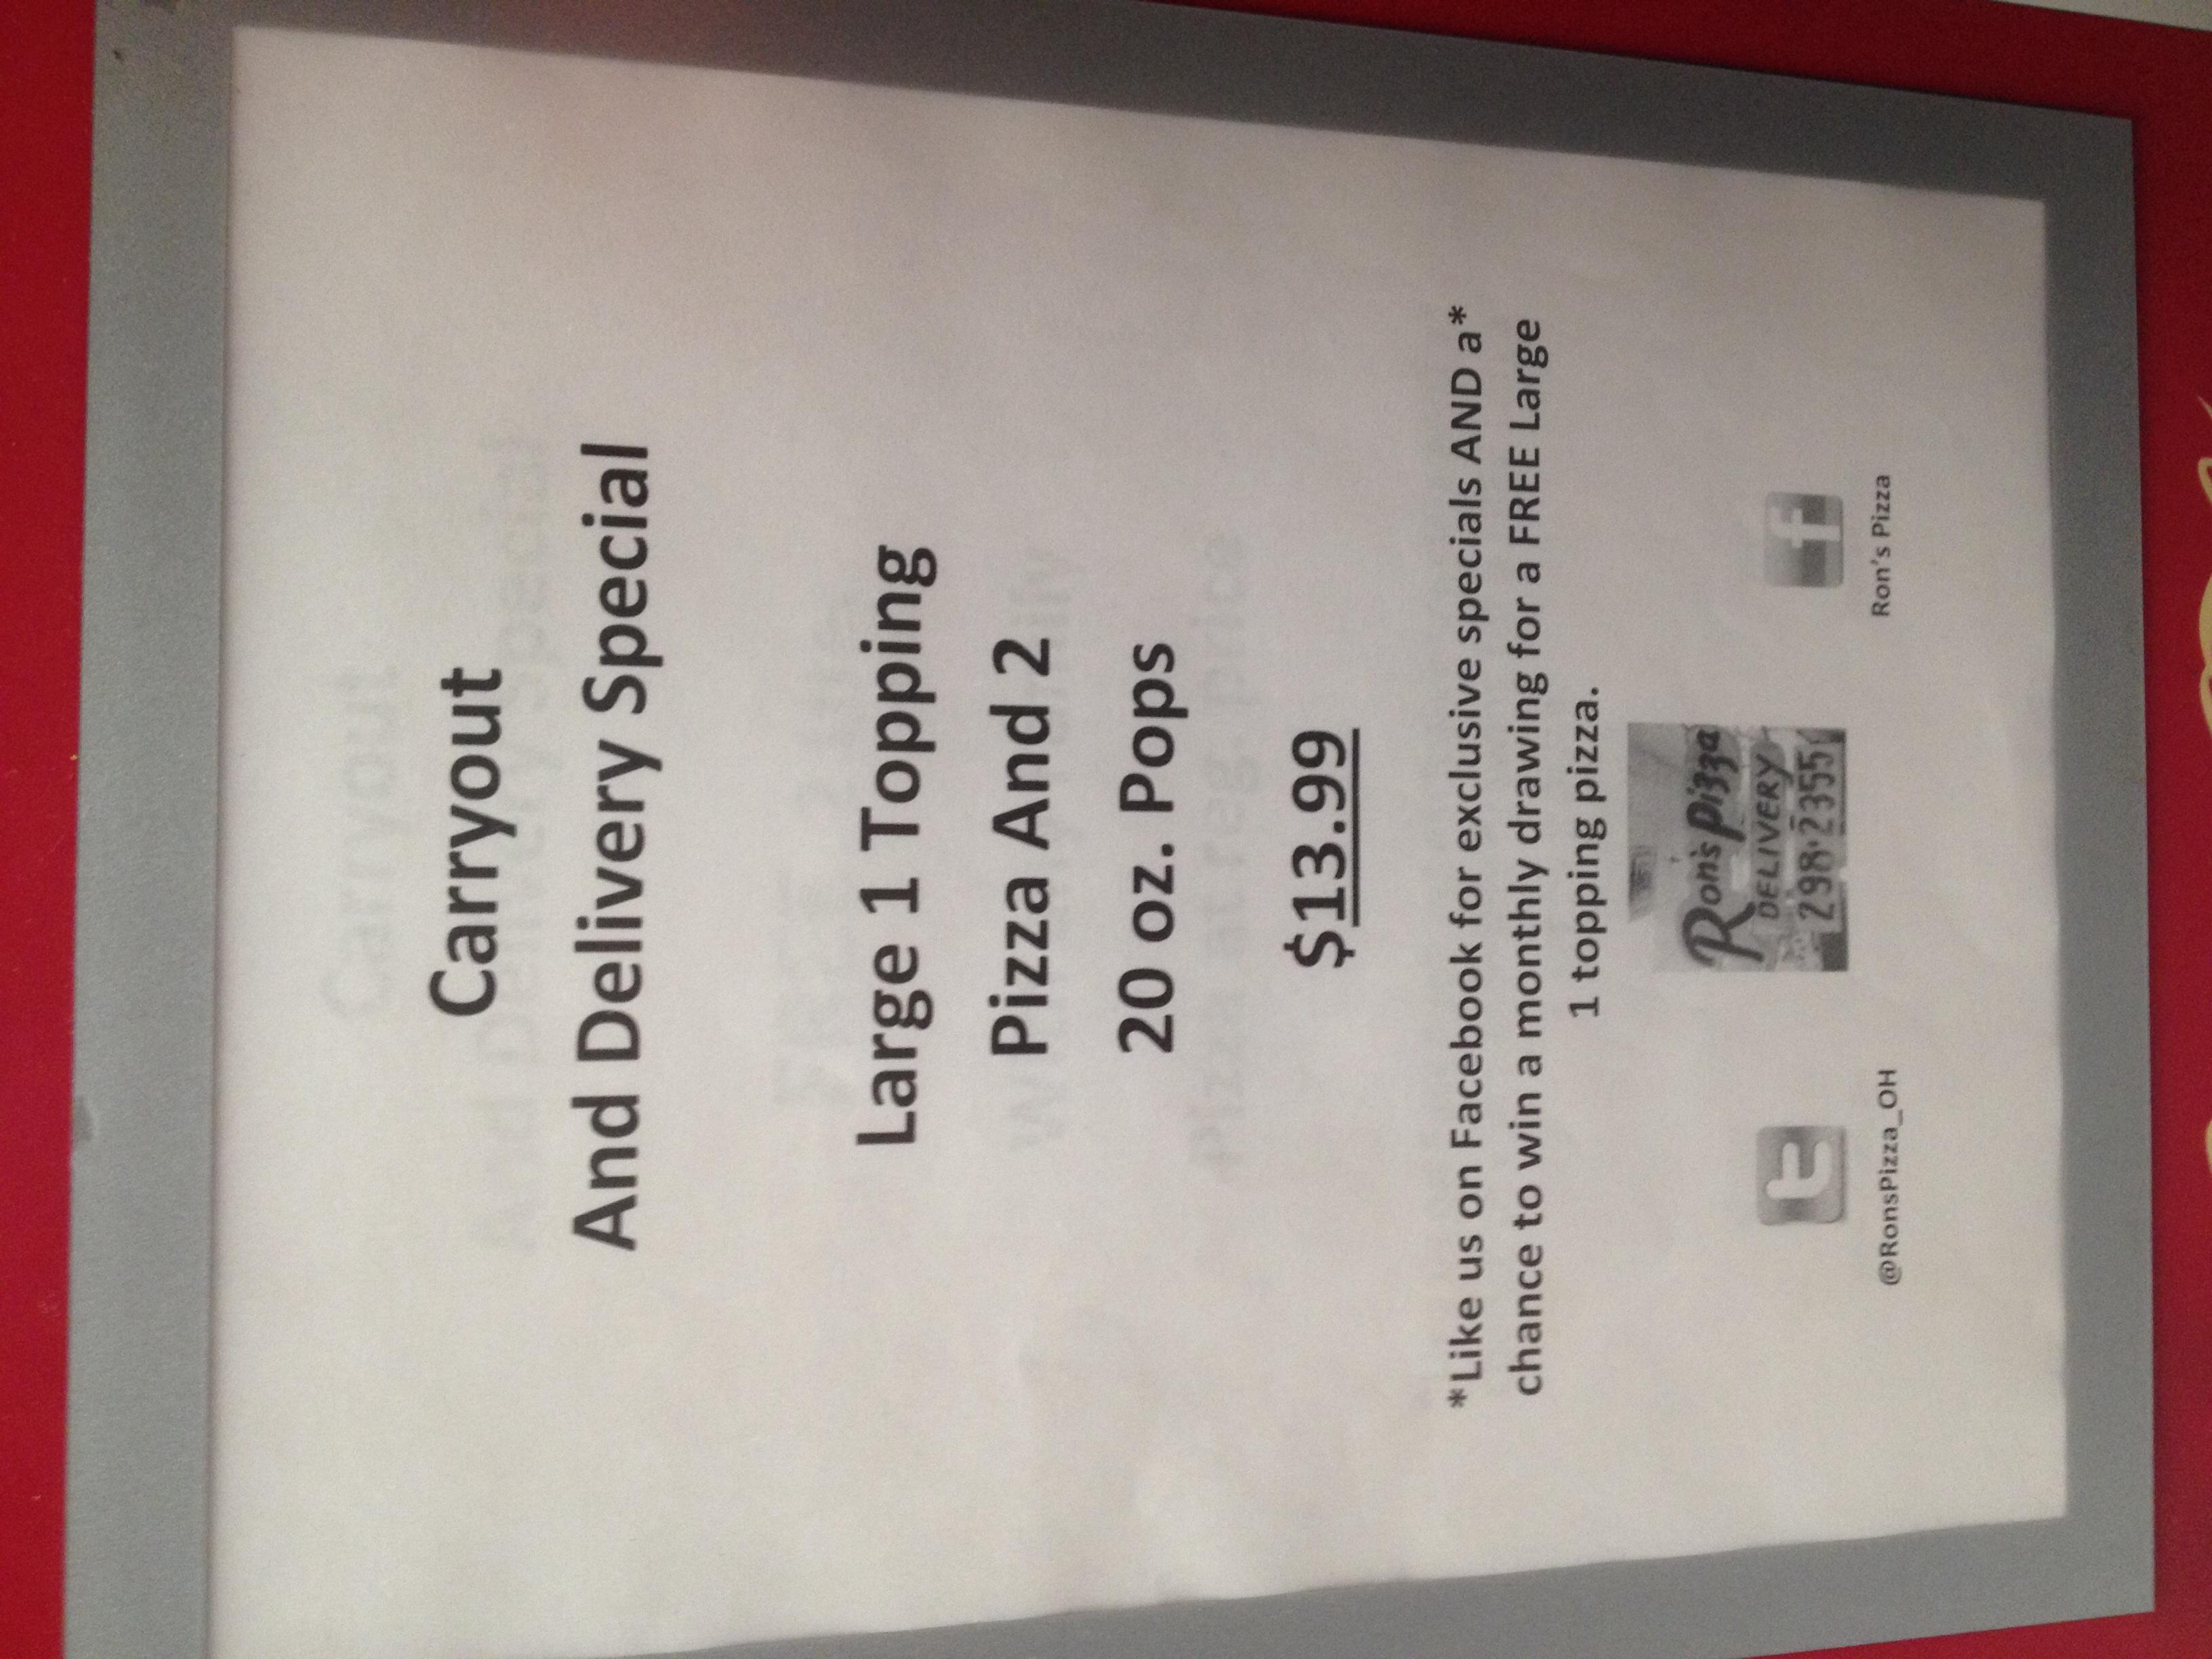 Carryout
And Delivery Special
Large 1 Topping
Pizza And 2
20 oz. Pops
$13.99
*Like us on Facebook for exclusive specials AND a*
chance to win a monthly drawing for a FREE Large
1 topping pizza.
Ron's Pizza
DELIVERY
298-2355
t
f
@RonsPizza_OH
Ron's Pizza